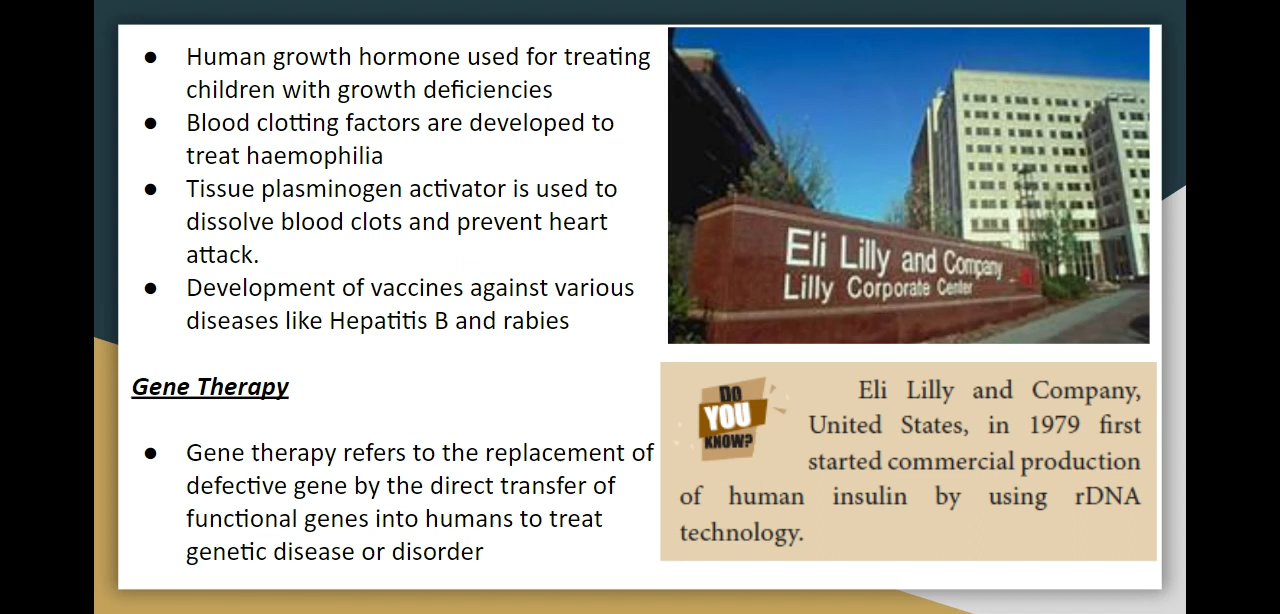 ● Human growth hormone used for treating
children with growth deficiencies
● Blood clotting factors are developed to
treat haemophilia
● Tissue plasminogen activator is used to
dissolve blood clots and prevent heart
attack.
● Development of vaccines against various
diseases like Hepatitis B and rabies
Gene Therapy
● Gene therapy refers to the replacement of
defective gene by the direct transfer of
functional genes into humans to treat
genetic disease or disorder
Eli Lilly and Company
Lilly Corporate Center
DO
YOU
KNOW?
Eli Lilly and Company,
United States, in 1979 first
started commercial production
of human insulin by using rDNA
technology.